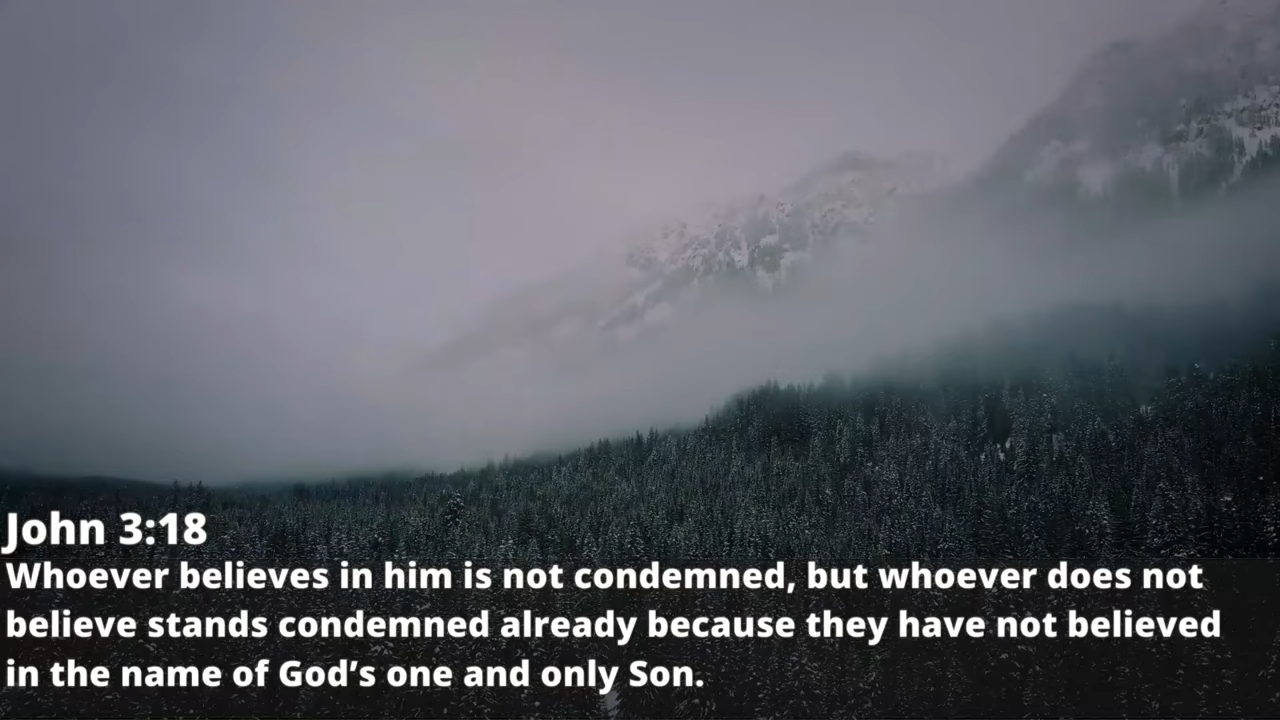 John 3:18
Whoever believes in him is not condemned, but whoever does not
believe stands condemned already because they have not believed
in the name of God’s one and only Son.